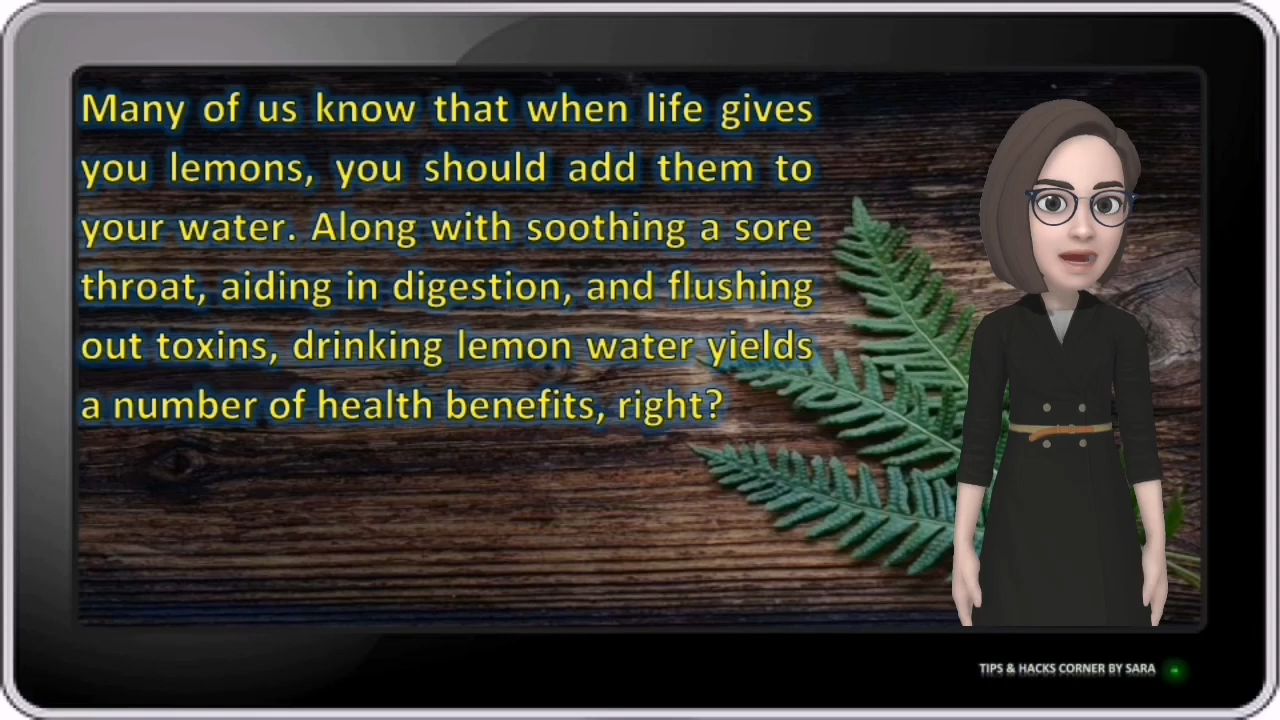 Many of us know that when life gives
you lemons, you should add them to
your water. Along with soothing a sore
throat, aiding in digestion, and flushing
out toxins, drinking lemon water yields
a number of health benefits, right?
TIPS & HACKS CORNER BY SARA